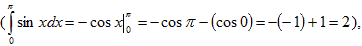 (∫₀^π sin xdx = − cos x|₀^π = − cos π − (cos 0) = −(−1) + 1 = 2),